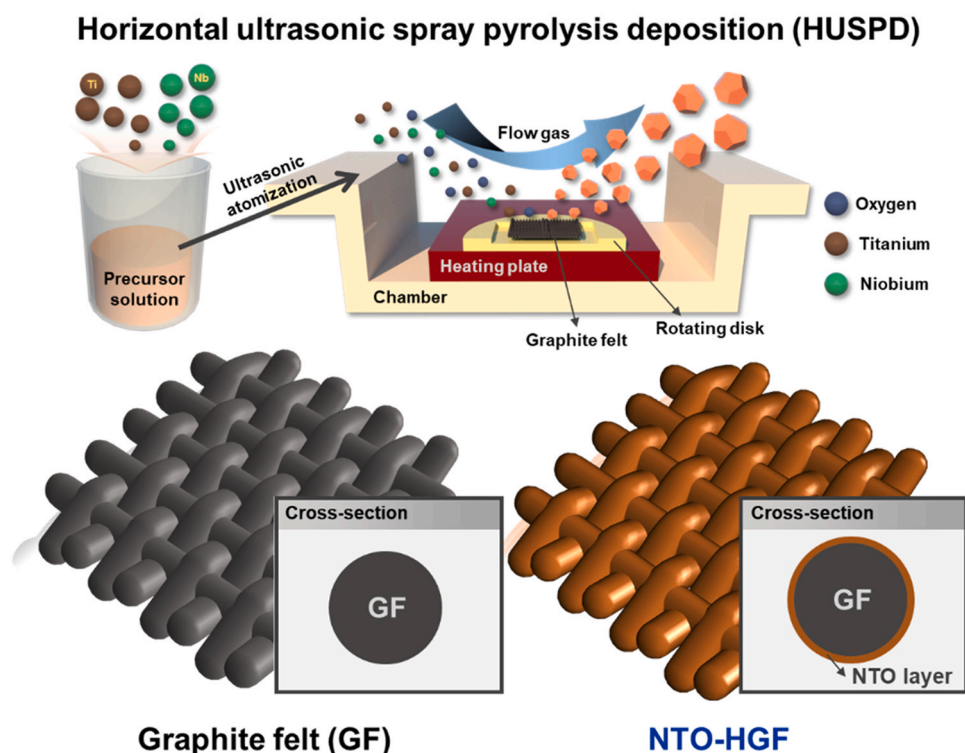 Horizontal ultrasonic spray pyrolysis deposition (HUSPD)
Ti
Nb
Ultrasonic
atomization
Flow gas
Precursor
solution
Heating plate
Chamber
Graphite felt
Rotating disk
Oxygen
Titanium
Niobium
Cross-section
GF
Cross-section
GF
NTO layer
Graphite felt (GF)
NTO-HGF